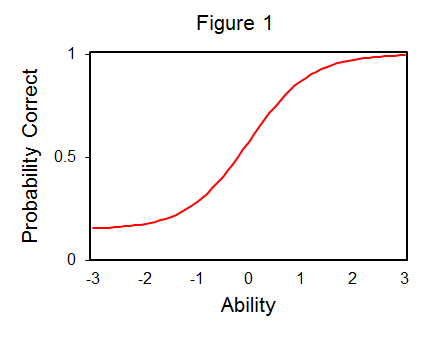 Figure 1
Probability Correct
1
0.5
0
-3 -2 -1 0 1 2 3
Ability